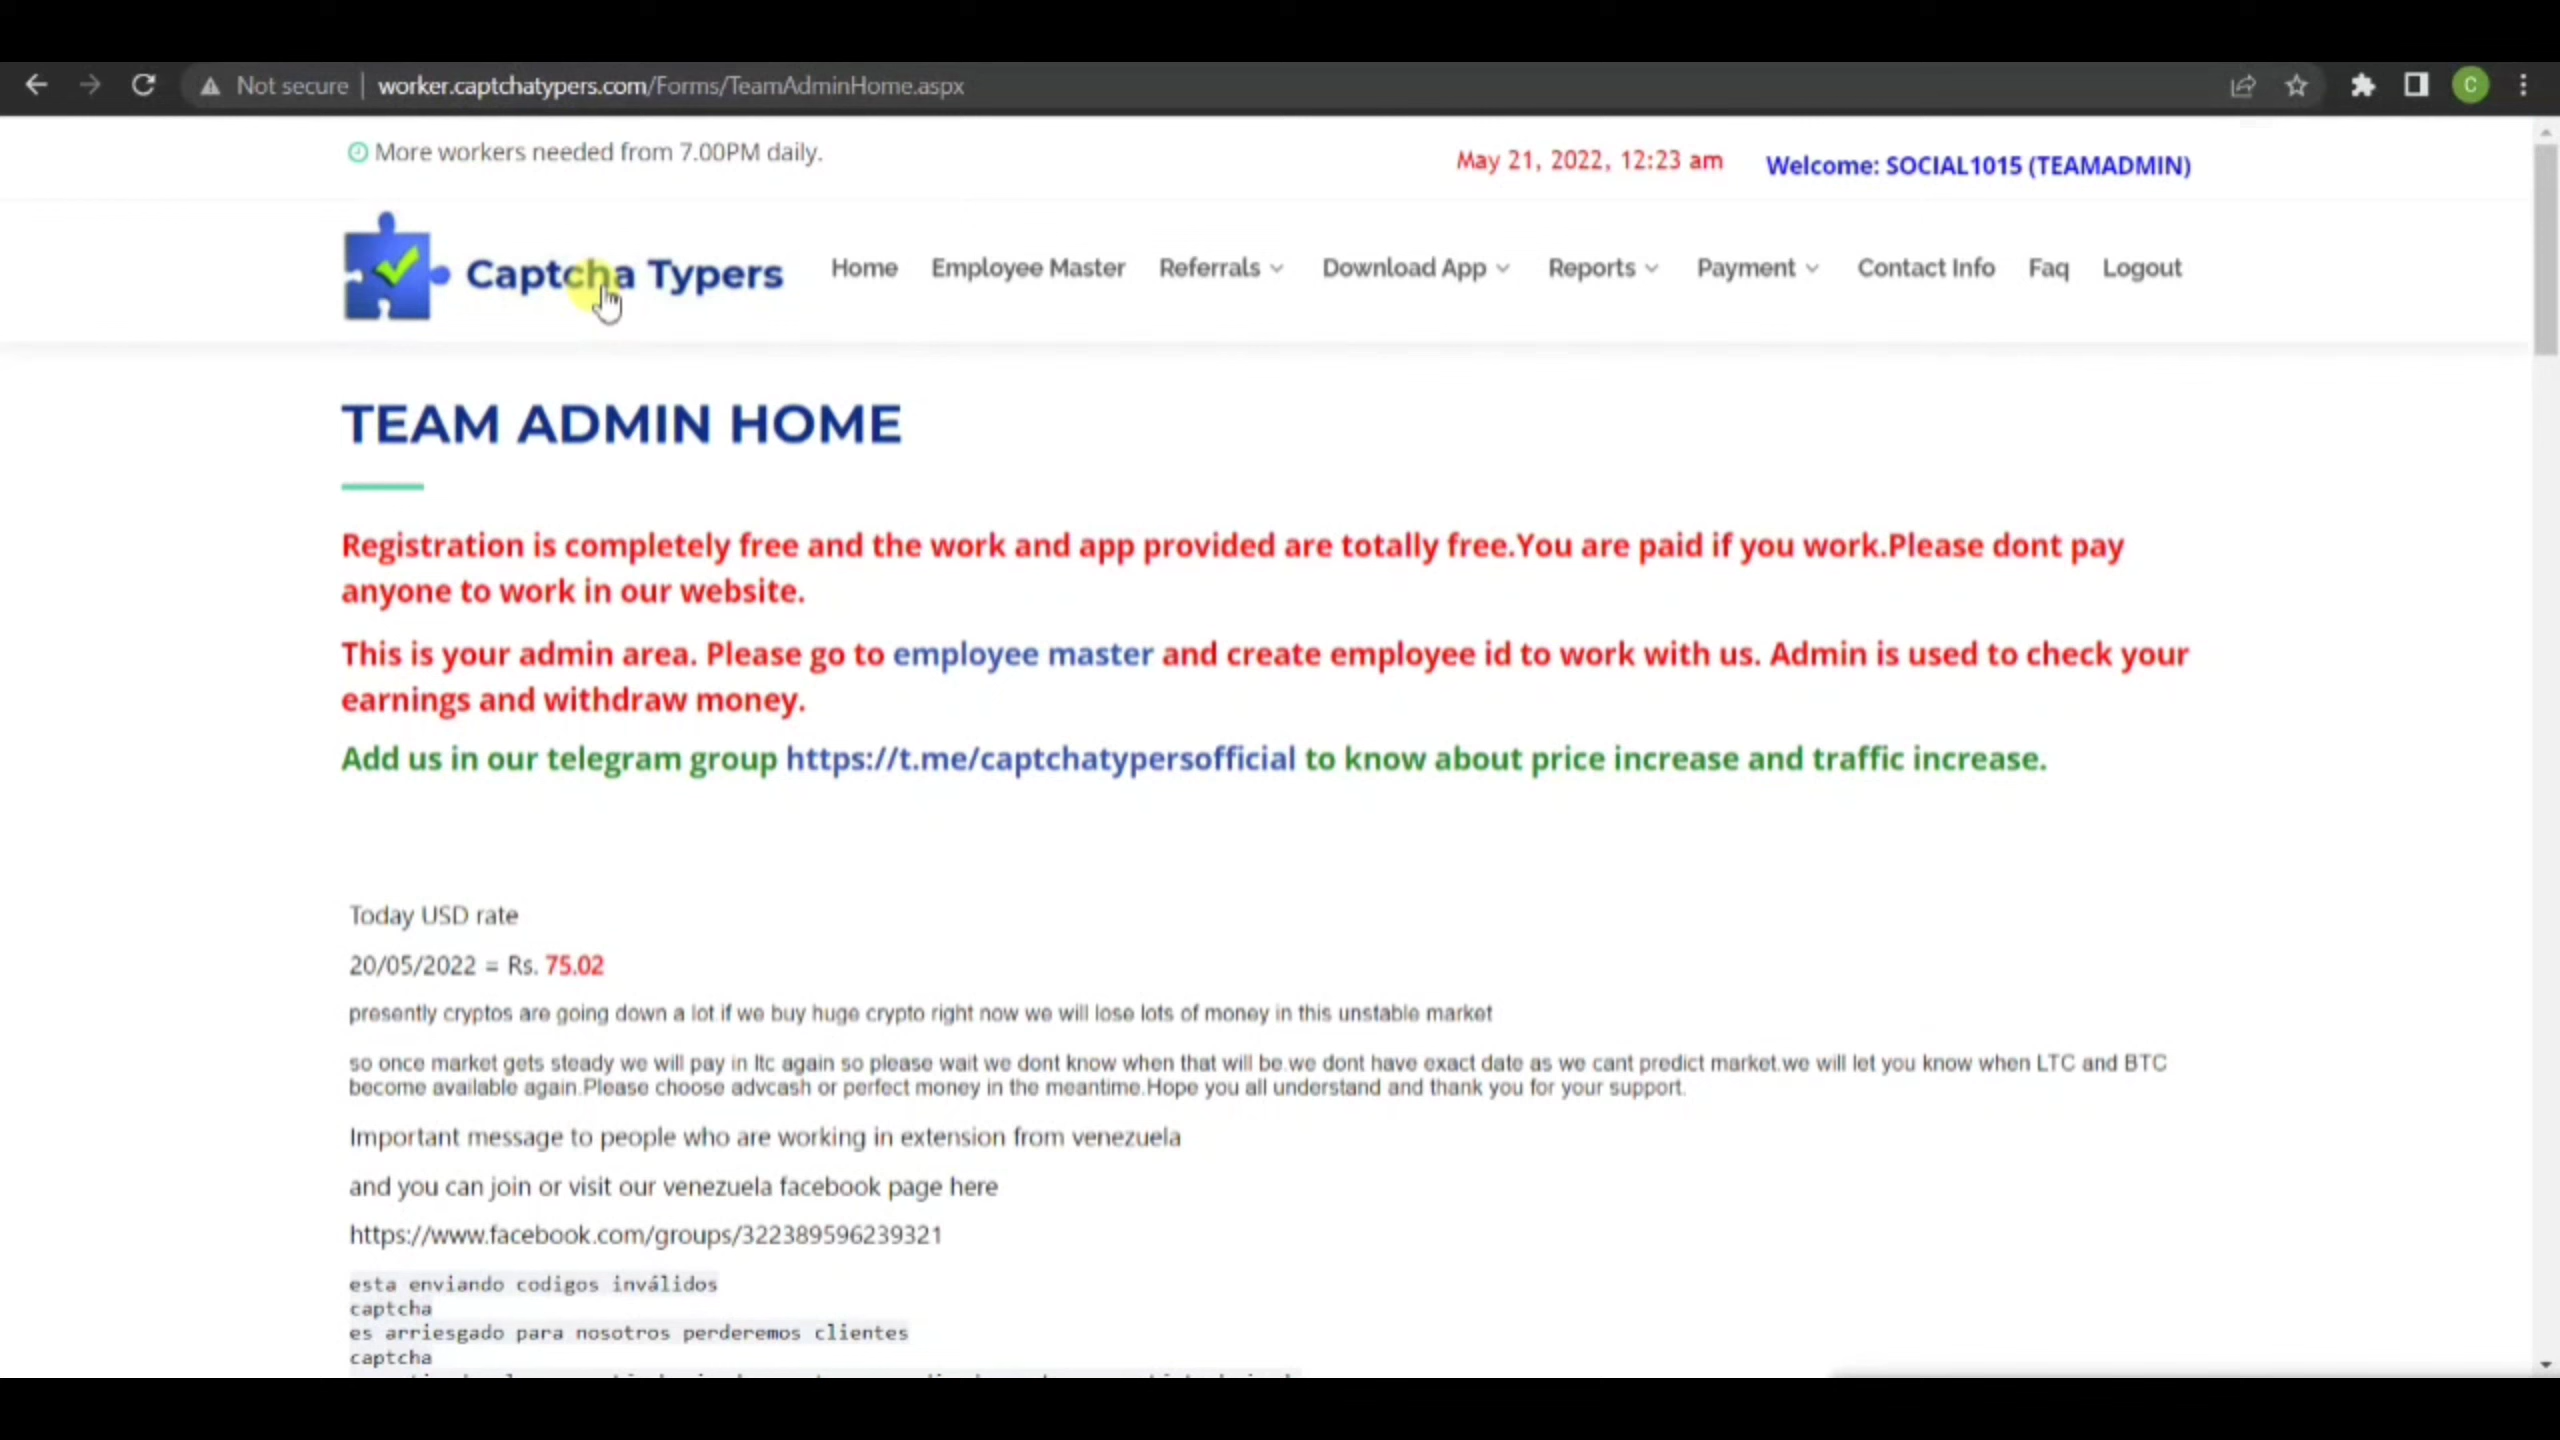 Not secure | worker.captchatypers.com/Forms/TeamAdminHome.aspx
C
More workers needed from 7.00PM daily.
May 21, 2022, 12:23 am
Welcome: SOCIAL1015 (TEAMADMIN)
Captcha Typers
Home Employee Master Referrals Download App Reports Payment Contact Info Faq Logout
TEAM ADMIN HOME
Registration is completely free and the work and app provided are totally free.You are paid if you work.Please dont pay
anyone to work in our website.
This is your admin area. Please go to employee master and create employee id to work with us. Admin is used to check your
earnings and withdraw money.
Add us in our telegram group https://t.me/captchatypersofficial to know about price increase and traffic increase.
Today USD rate
20/05/2022 = Rs. 75.02
presently cryptos are going down a lot if we buy huge crypto right now we will lose lots of money in this unstable market
so once market gets steady we will pay in ltc again so please wait we dont know when that will be.we dont have exact date as we cant predict market.we will let you know when LTC and BTC
become available again.Please choose advcash or perfect money in the meantime.Hope you all understand and thank you for your support.
Important message to people who are working in extension from venezuela
and you can join or visit our venezuela facebook page here
https://www.facebook.com/groups/322389596239321
esta enviando codigos inválidos
captcha
es arriesgado para nosotros perderemos clientes
captcha